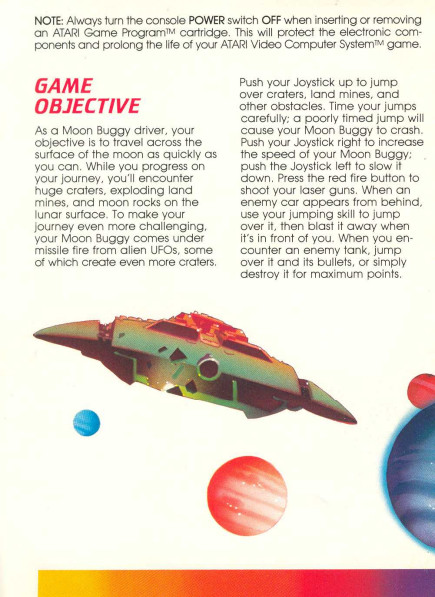 NOTE: Always turn the console POWER switch OFF when inserting or removing
an ATARI Game Program™ cartridge. This will protect the electronic com-
ponents and prolong the life of your ATARI Video Computer System™ game.
GAME
OBJECTIVE
As a Moon Buggy driver, your
objective is to travel across the
surface of the moon as quickly as
you can. While you progress on
your journey, you'll encounter
huge craters, exploding land
mines, and moon rocks on the
lunar surface. To make your
journey even more challenging,
your Moon Buggy comes under
missile fire from alien UFOs, some
of which create even more craters.
Push your Joystick up to jump
over craters, land mines, and
other obstacles. Time your jumps
carefully; a poorly timed jump will
cause your Moon Buggy to crash.
Push your Joystick right to increase
the speed of your Moon Buggy;
push the Joystick left to slow it
down. Press the red fire button to
shoot your laser guns. When an
enemy car appears from behind,
use your jumping skill to jump
over it, then blast it away when
it's in front of you. When you en-
counter an enemy tank, jump
over it and its bullets, or simply
destroy it for maximum points.